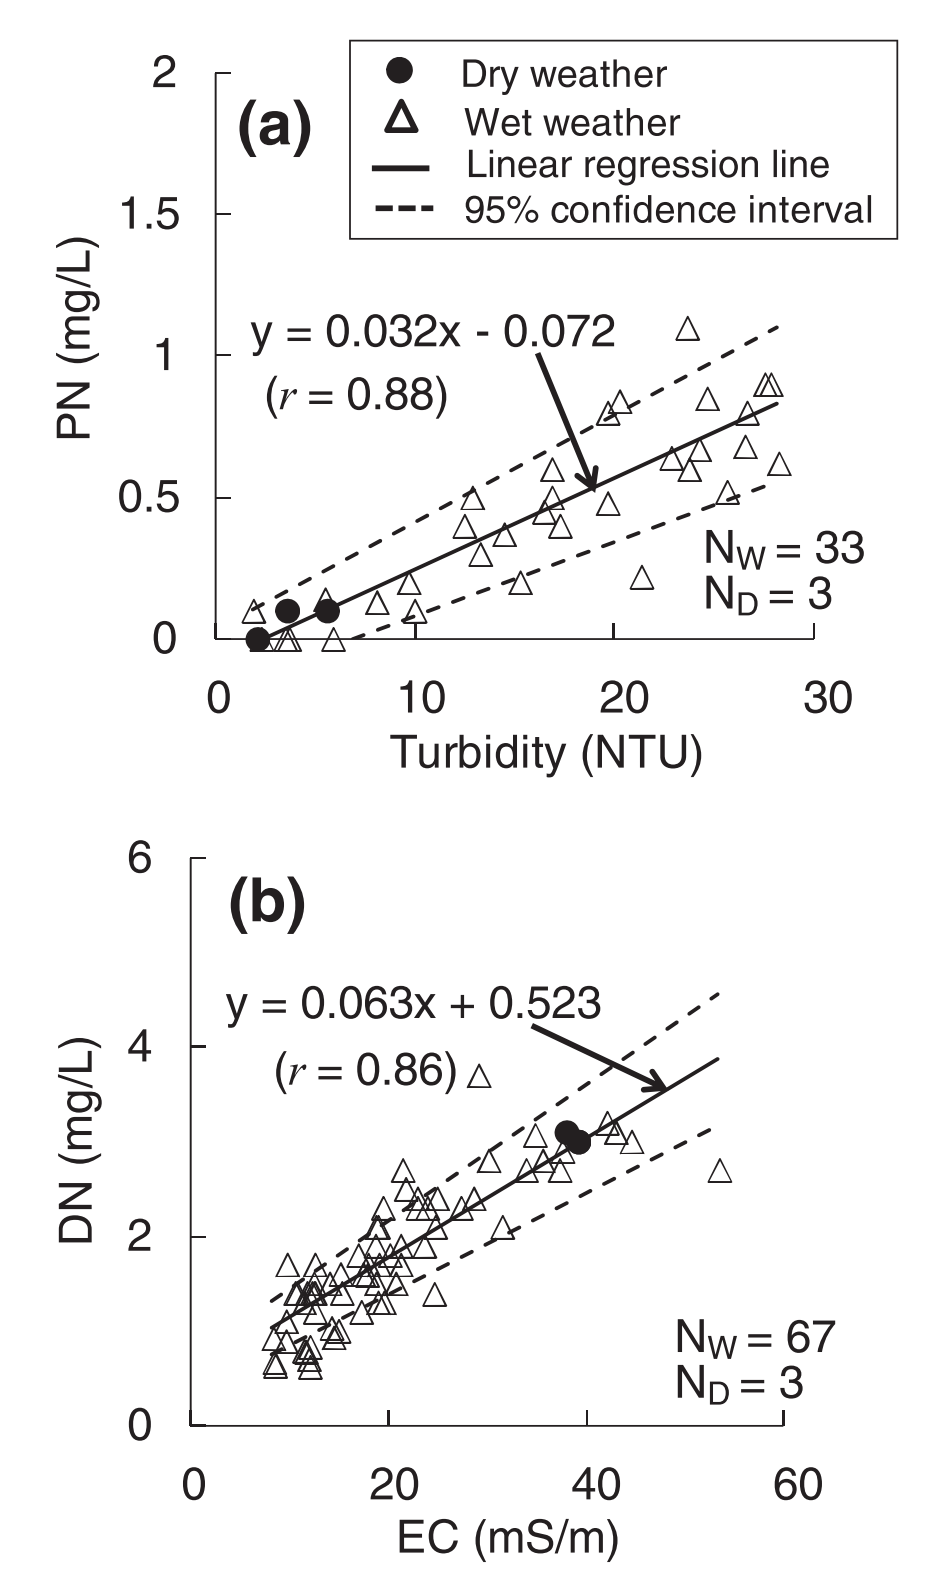 Dry weather
Wet weather
Linear regression line
95% confidence interval
(a)
2
1.5
1
0.5
0
PN (mg/L)
y = 0.032x - 0.072
(r = 0.88)
NW = 33
ND = 3
0 10 20 30
Turbidity (NTU)
(b)
6
4
2
0
DN (mg/L)
y = 0.063x + 0.523
(r = 0.86)
NW = 67
ND = 3
0 20 40 60
EC (mS/m)